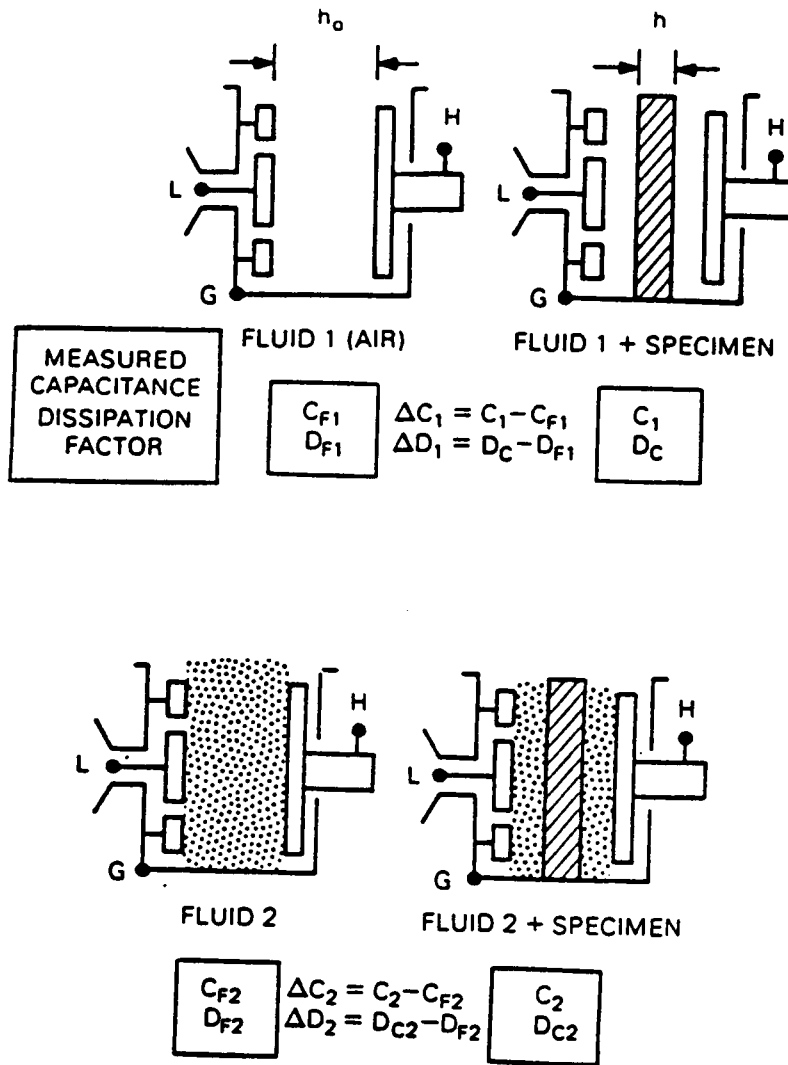 h₀
h
H
H
L
L
G
G
FLUID 1 (AIR)
FLUID 1 + SPECIMEN
MEASURED
CAPACITANCE
DISSIPATION
FACTOR
C_F1
D_F1
ΔC₁ = C₁–C_F1
ΔD₁ = D_C–D_F1
C₁
D_C
H
H
L
L
G
G
FLUID 2
FLUID 2 + SPECIMEN
C_F2
D_F2
ΔC₂ = C₂–C_F2
ΔD₂ = D_C2–D_F2
C₂
D_C2